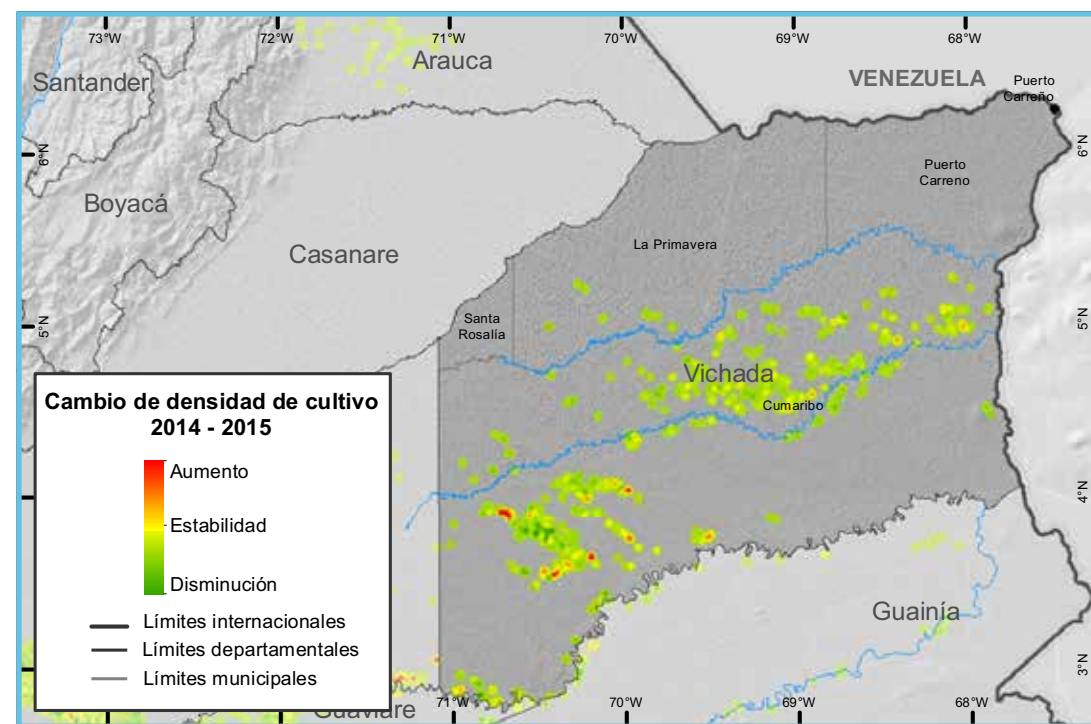 73°W
72°W
71°W
70°W
69°W
68°W
Arauca
Santander
VENEZUELA
Puerto
Carreño
6°N
6°N
Puerto
Carreno
Boyacá
La Primavera
Casanare
5°N
5°N
Santa
Rosalía
Vichada
Cumaribo
Cambio de densidad de cultivo
2014 - 2015
Aumento
Estabilidad
Disminución
Límites internacionales
Límites departamentales
Límites municipales
4°N
Guainía
3°N
Guaviare
71°W
70°W
69°W
68°W